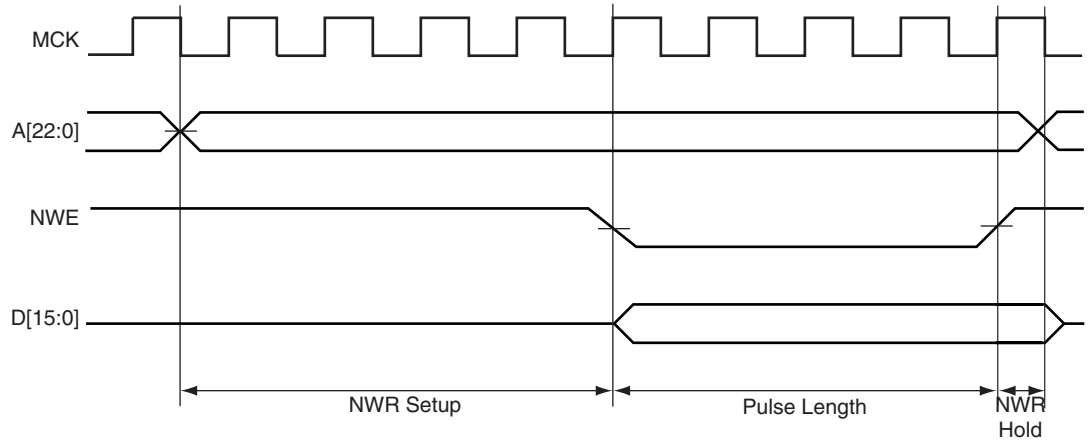 MCK
A[22:0]
NWE
D[15:0]
NWR Setup
Pulse Length
NWR
Hold